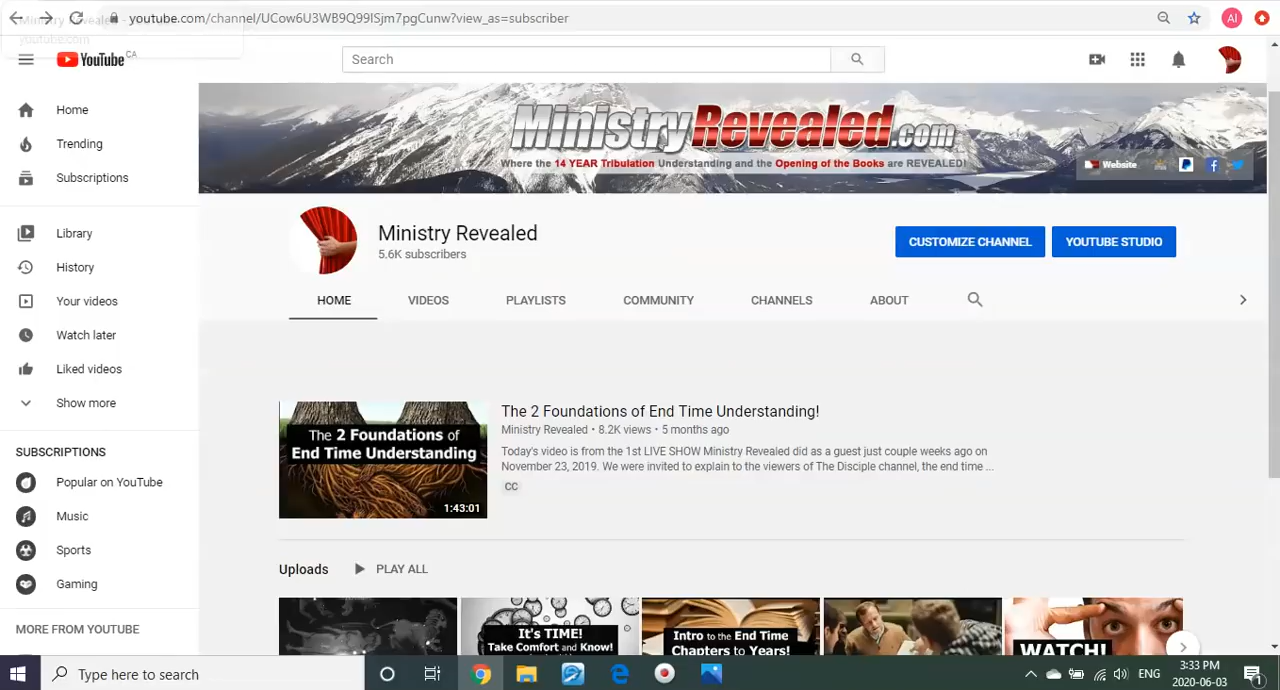 youtube.com/channel/UCow6U3WB9Q99ISjm7pgCunw?view_as=subscriber
AI
youtube.com
YouTube CA
Search
Home
Trending
Subscriptions
Library
History
Your videos
Watch later
Liked videos
Show more
SUBSCRIPTIONS
Popular on YouTube
Music
Sports
Gaming
MORE FROM YOUTUBE
MinistryRevealed.com
Where the 14 YEAR Tribulation Understanding and the Opening of the Books are REVEALED!
Website
Ministry Revealed
5.6K subscribers
CUSTOMIZE CHANNEL
YOUTUBE STUDIO
HOME VIDEOS PLAYLISTS COMMUNITY CHANNELS ABOUT
The 2 Foundations of
End Time Understanding
1:43:01
The 2 Foundations of End Time Understanding!
Ministry Revealed • 8.2K views • 5 months ago
Today's video is from the 1st LIVE SHOW Ministry Revealed did as a guest just couple weeks ago on
November 23, 2019. We were invited to explain to the viewers of The Disciple channel, the end time ...
CC
Uploads PLAY ALL
It's TIME!
Take Comfort and Know!
Intro to the End Time
Chapters to Years!
WATCH!
Type here to search
ENG
3:33 PM
2020-06-03
1